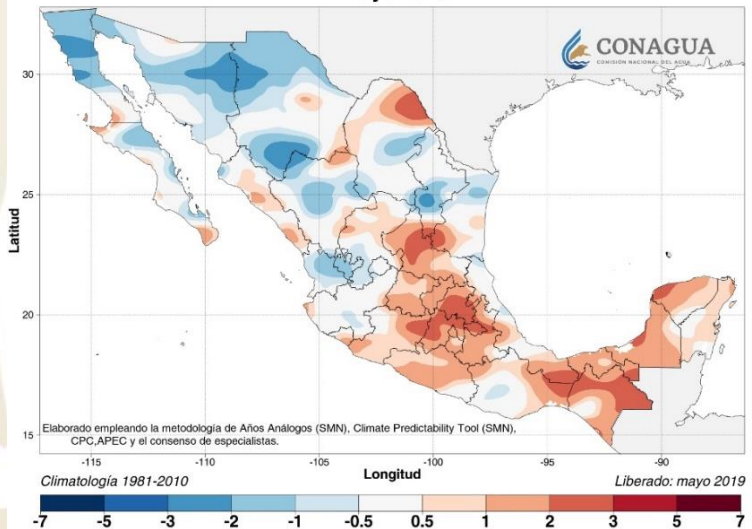 CONAGUA
COMISIÓN NACIONAL DEL AGUA
Latitud
30
25
20
15
Elaborado empleando la metodología de Años Análogos (SMN), Climate Predictability Tool (SMN),
CPC,APEC y el consenso de especialistas.
-115 -110 -105 -100 -95 -90
Climatología 1981-2010 Longitud Liberado: mayo 2019
-7 -5 -3 -2 -1 -0.5 0.5 1 2 3 5 7